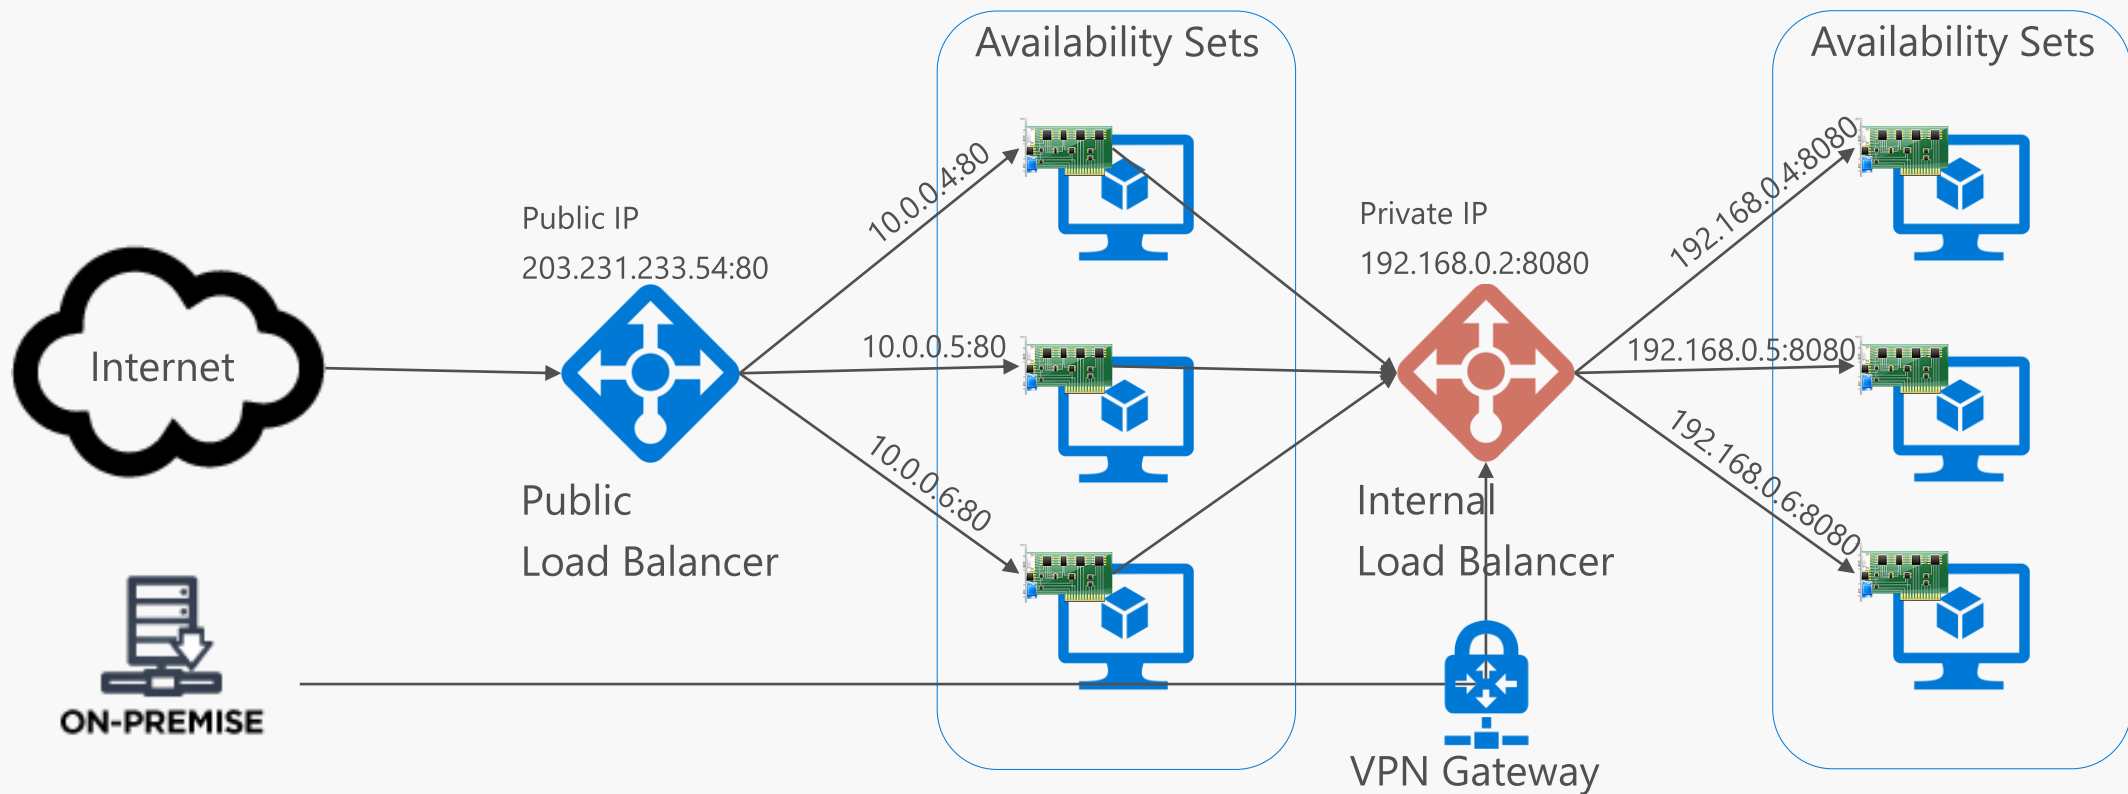 Availability Sets
Availability Sets
Internet
Public IP
203.231.233.54:80
10.0.0.4:80
10.0.0.5:80
10.0.0.6:80
Public
Load Balancer
Private IP
192.168.0.2:8080
192.168.0.4:8080
192.168.0.5:8080
192.168.0.6:8080
Internal
Load Balancer
ON-PREMISE
VPN Gateway